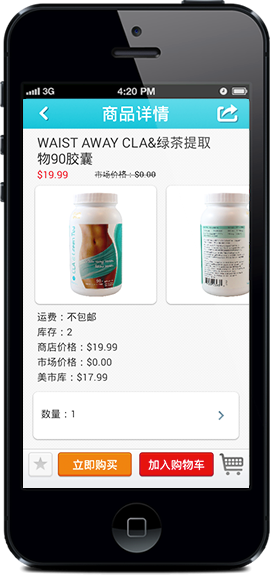 3G 4:20 PM
商品详情
WAIST AWAY CLA&绿茶提取
物90胶囊
$19.99 市场价格：$0.00
运费：不包邮
库存：2
商店价格：$19.99
市场价格：$0.00
美市库：$17.99
数量：1
立即购买 加入购物车